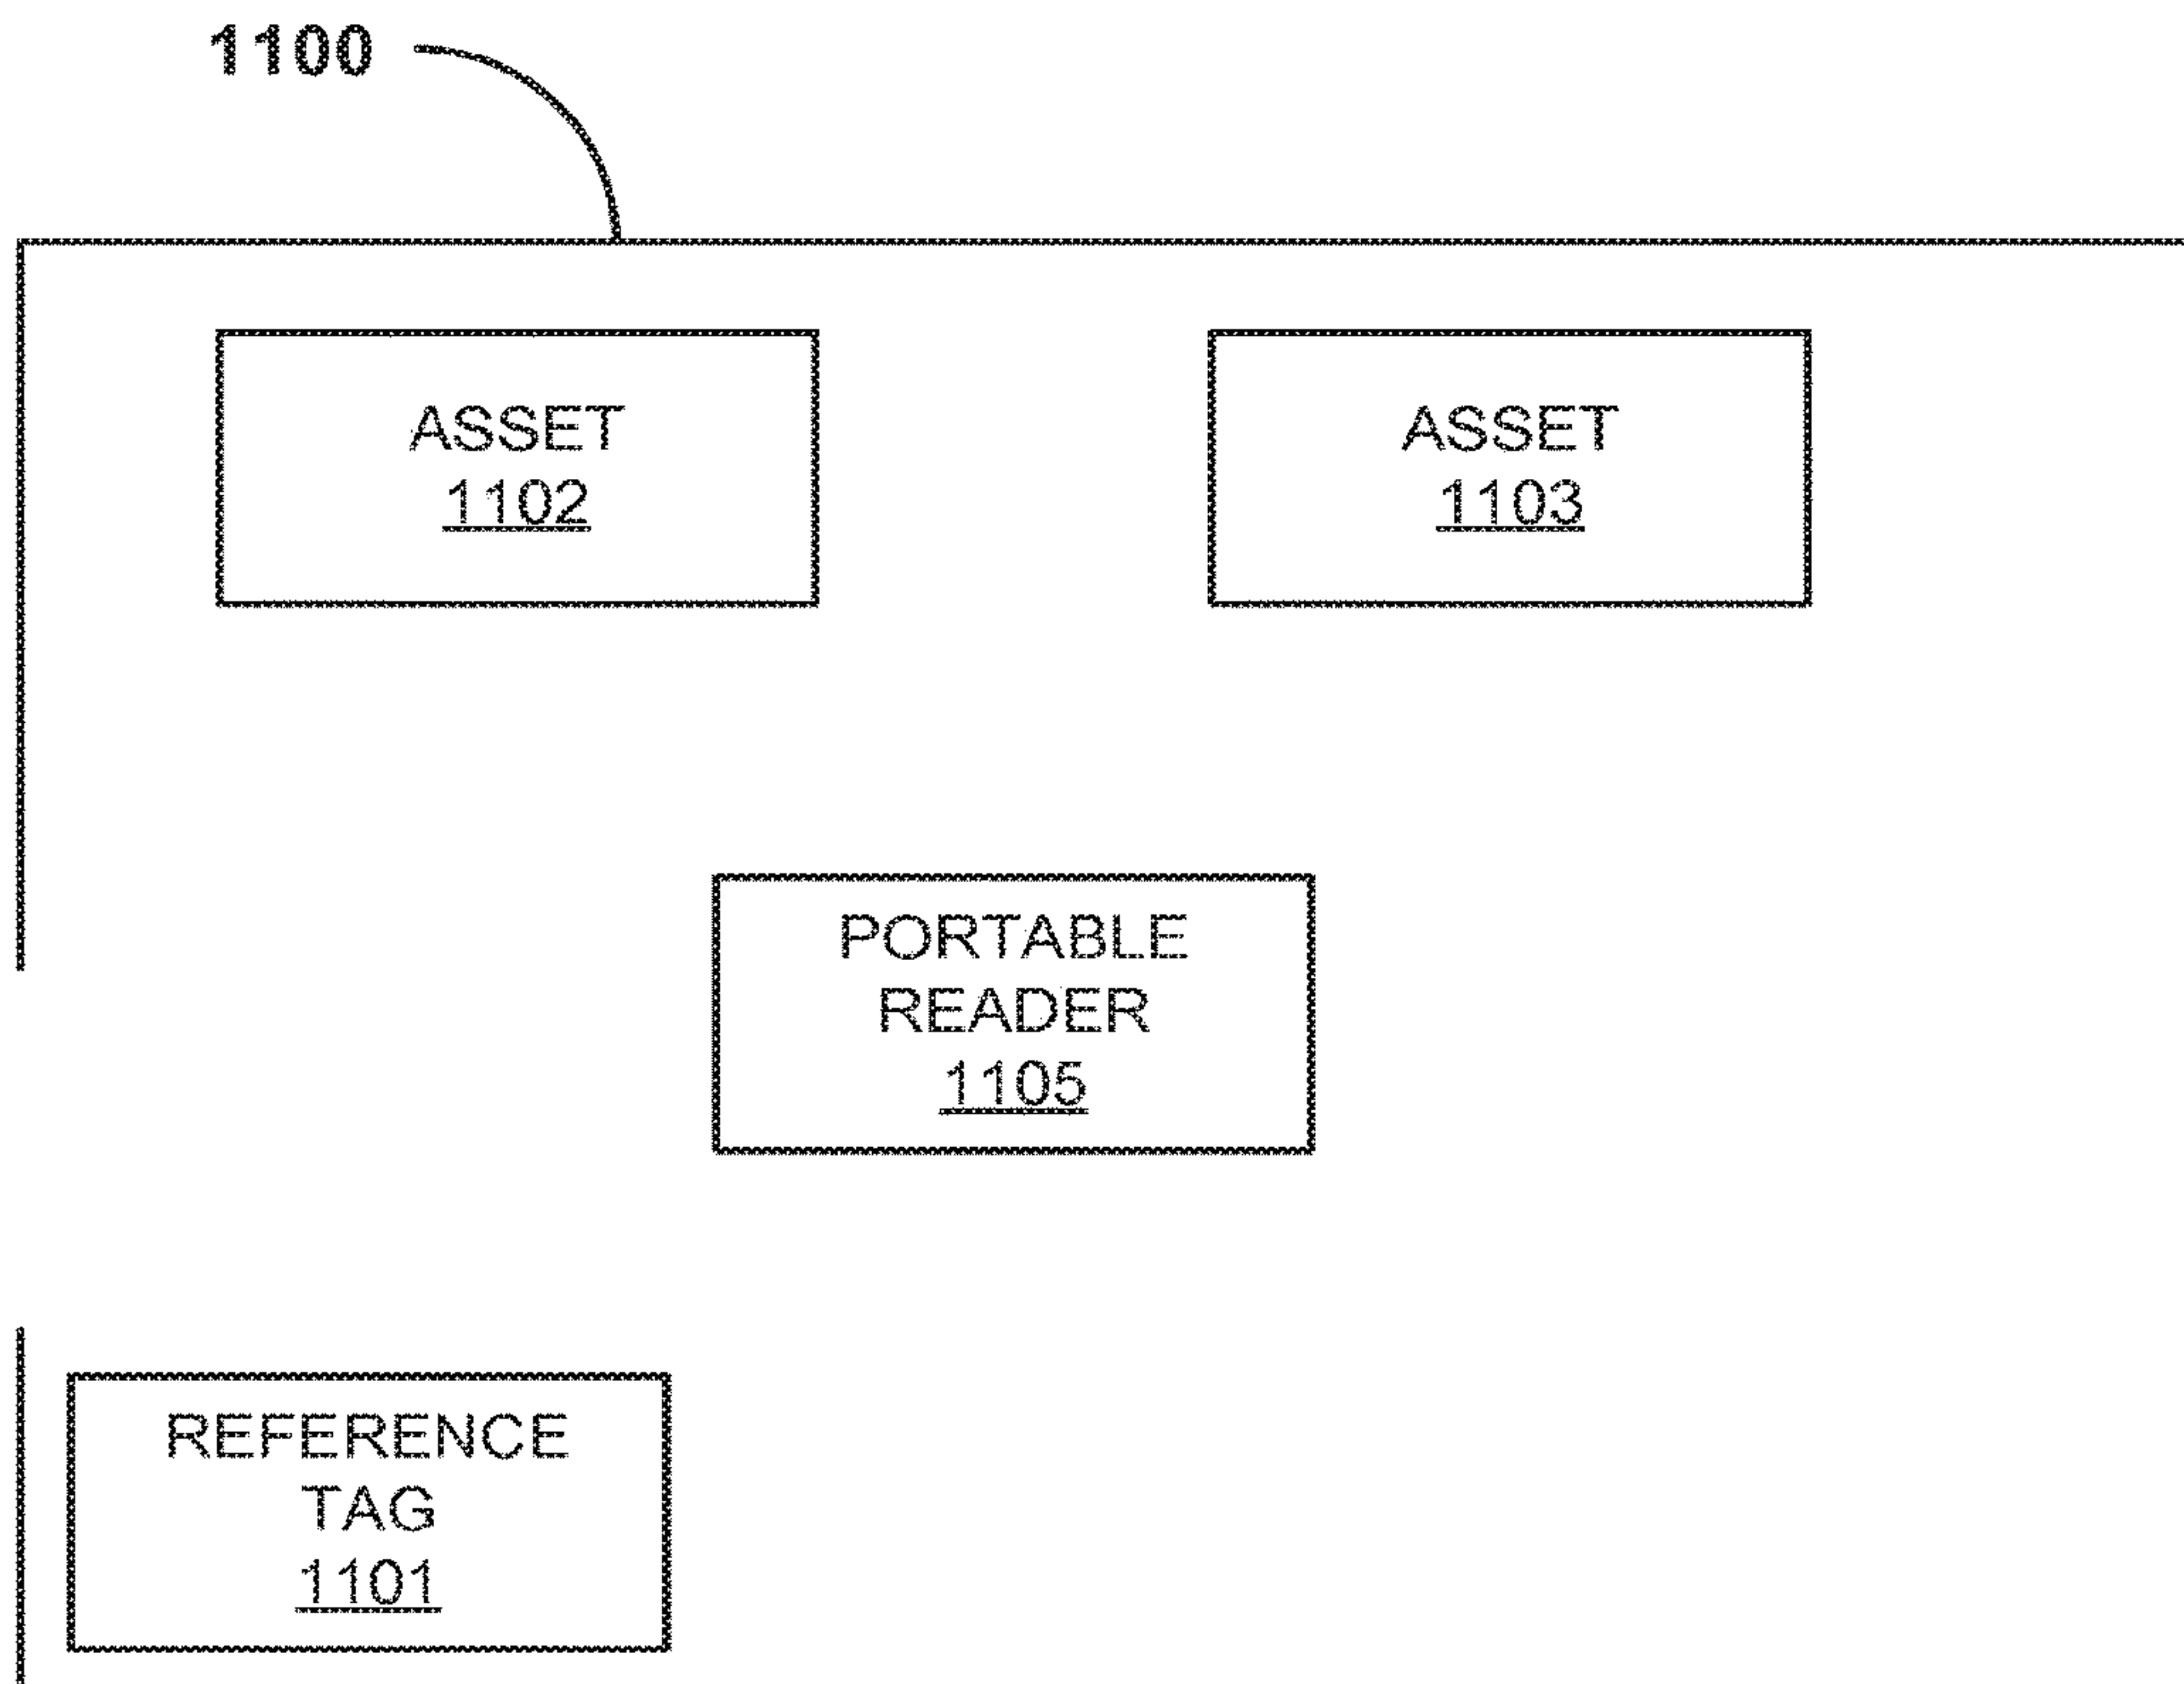 1100
ASSET
1102
ASSET
1103
PORTABLE
READER
1105
REFERENCE
TAG
1101